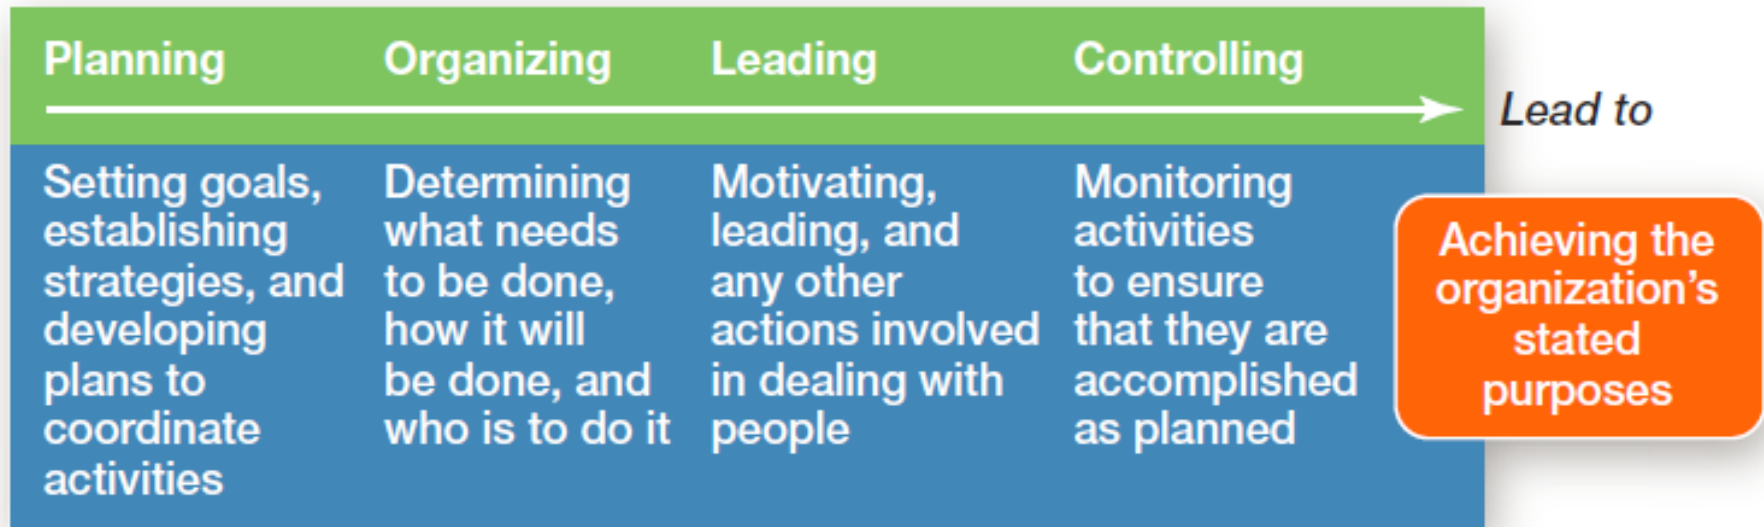 Planning
Organizing
Leading
Controlling
Lead to
Setting goals,
establishing
strategies, and
developing
plans to
coordinate
activities
Determining
what needs
to be done,
how it will
be done, and
who is to do it
Motivating,
leading, and
any other
actions involved
in dealing with
people
Monitoring
activities
to ensure
that they are
accomplished
as planned
Achieving the
organization's
stated
purposes